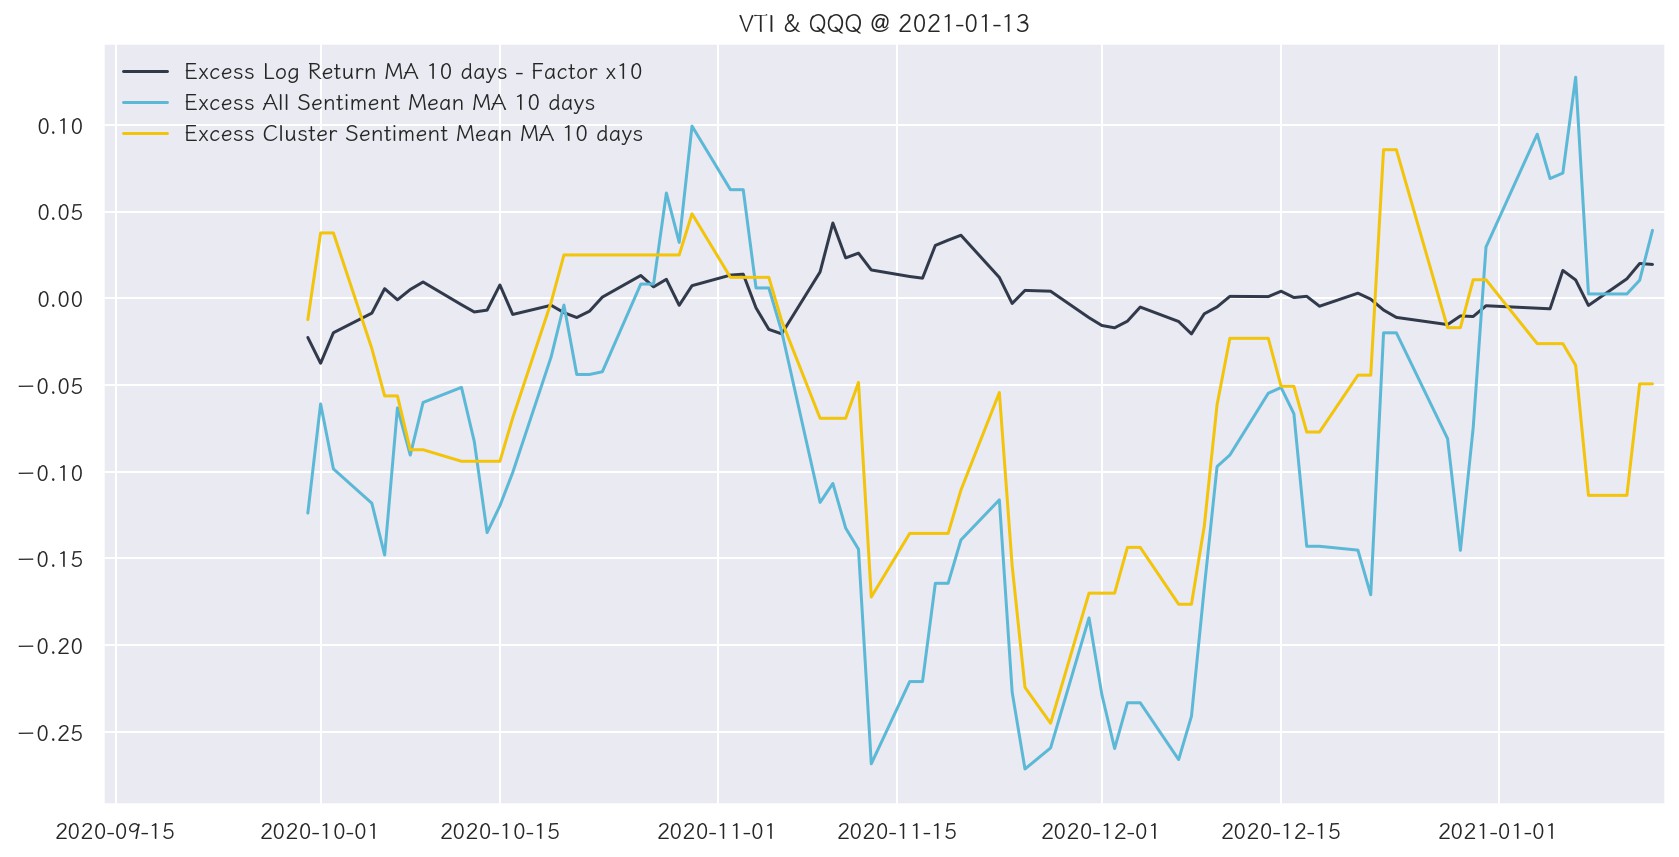 VTI & QQQ @ 2021-01-13
Excess Log Return MA 10 days - Factor x10
Excess All Sentiment Mean MA 10 days
Excess Cluster Sentiment Mean MA 10 days
0.10
0.05
0.00
−0.05
−0.10
−0.15
−0.20
−0.25
2020-09-15 2020-10-01 2020-10-15 2020-11-01 2020-11-15 2020-12-01 2020-12-15 2021-01-01